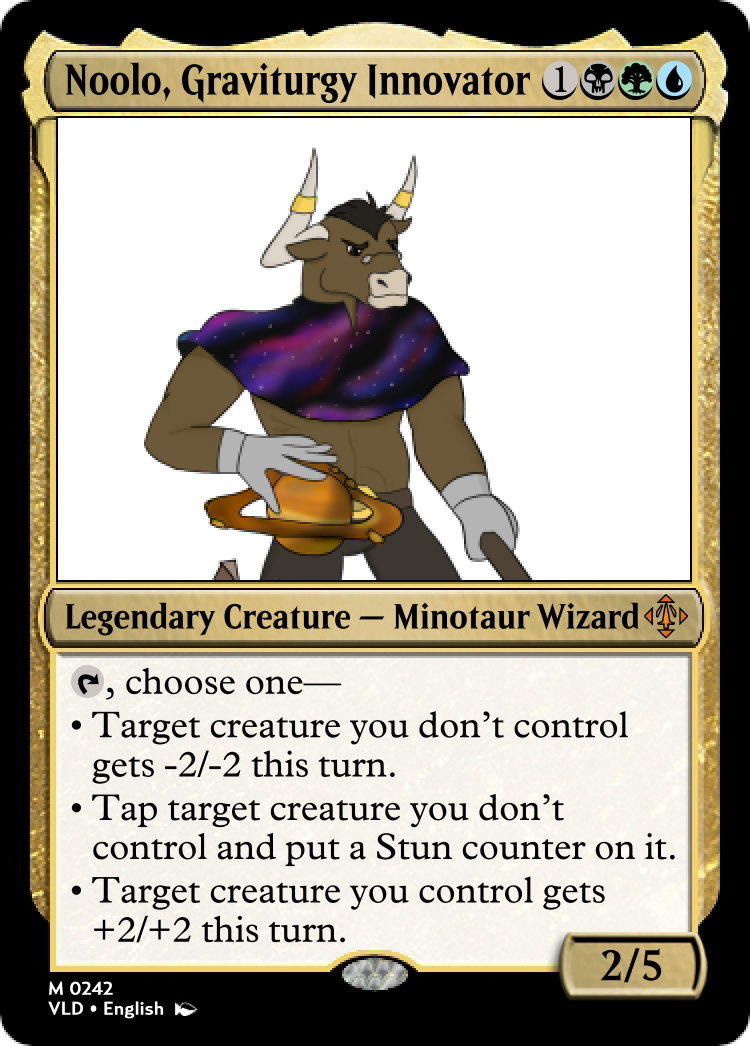 Noolo, Graviturgy Innovator 1
Legendary Creature — Minotaur Wizard
, choose one—
• Target creature you don't control
gets -2/-2 this turn.
• Tap target creature you don't
control and put a Stun counter on it.
• Target creature you control gets
+2/+2 this turn.
2/5
M 0242
VLD • English